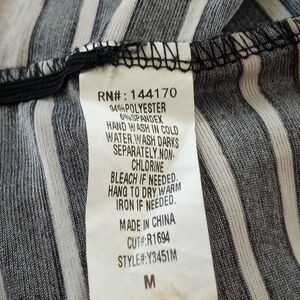 RN#: 144170
94%POLYESTER
6%SPANDEX
HAND WASH IN COLD
WATER.WASH DARKS
SEPARATELY.NON-
CHLORINE
BLEACH IF NEEDED.
HANG TO DRY.WARM
IRON IF NEEDED.
MADE IN CHINA
CUT#:R1694
STYLE#:Y3451M
M